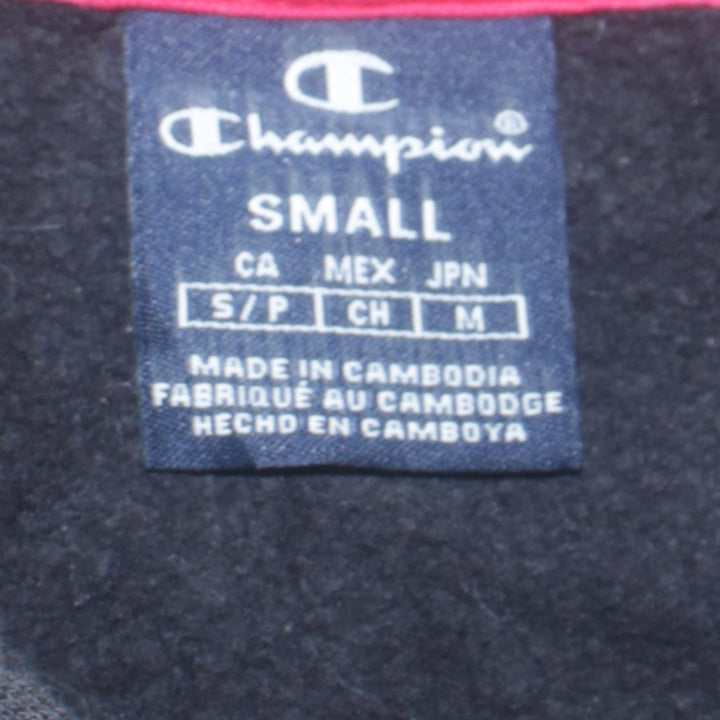 Champion®
SMALL
CA MEX JPN
S/P CH M
MADE IN CAMBODIA
FABRIQUÉ AU CAMBODGE
HECHO EN CAMBOYA